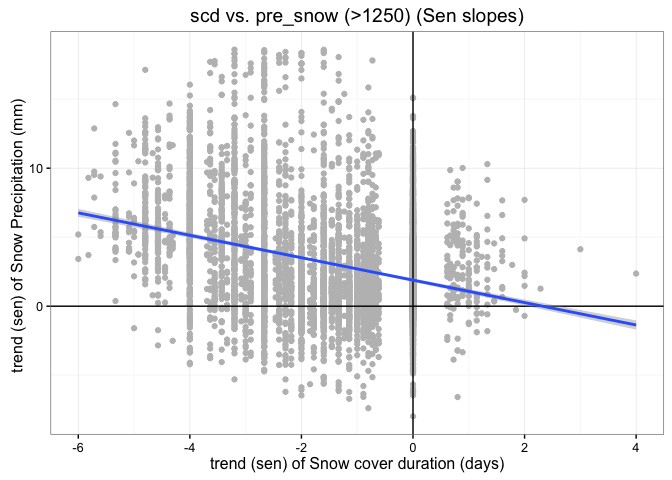 scd vs. pre_snow (>1250) (Sen slopes)
trend (sen) of Snow Precipitation (mm)
10
0
-6 -4 -2 0 2 4
trend (sen) of Snow cover duration (days)